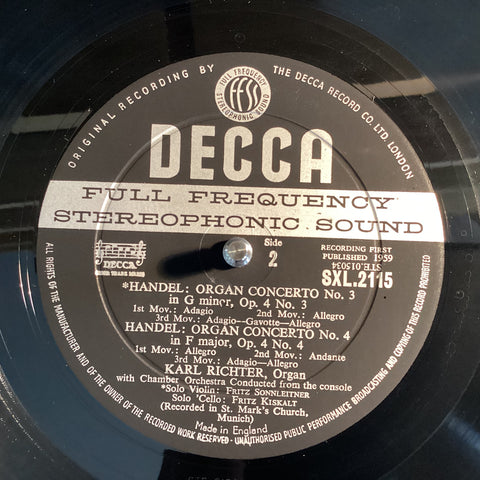 ORIGINAL RECORDING BY
THE DECCA RECORD CO. LTD. LONDON
FULL FREQUENCY
STEREOPHONIC SOUND
FFSS
DECCA
FULL FREQUENCY
STEREOPHONIC SOUND
DECCA
Side
2
RECORDING FIRST
PUBLISHED 1959
SXL.2115
*HANDEL: ORGAN CONCERTO No. 3
in G minor, Op. 4 No. 3
1st Mov.: Adagio 2nd Mov.: Allegro
3rd Mov.: Adagio—Gavotte—Allegro
HANDEL: ORGAN CONCERTO No. 4
in F major, Op. 4 No. 4
1st Mov.: Allegro 2nd Mov.: Andante
3rd Mov.: Adagio—Allegro
KARL RICHTER, Organ
with Chamber Orchestra Conducted from the console
*Solo Violin: FRITZ SONNLEITNER
Solo 'Cello: FRITZ KISKALT
(Recorded in St. Mark's Church,
Munich)
Made in England
ALL RIGHTS OF THE MANUFACTURER AND OF THE OWNER OF THE RECORDED WORK RESERVED - UNAUTHORISED PUBLIC PERFORMANCE BROADCASTING AND COPYING OF THIS RECORD PROHIBITED